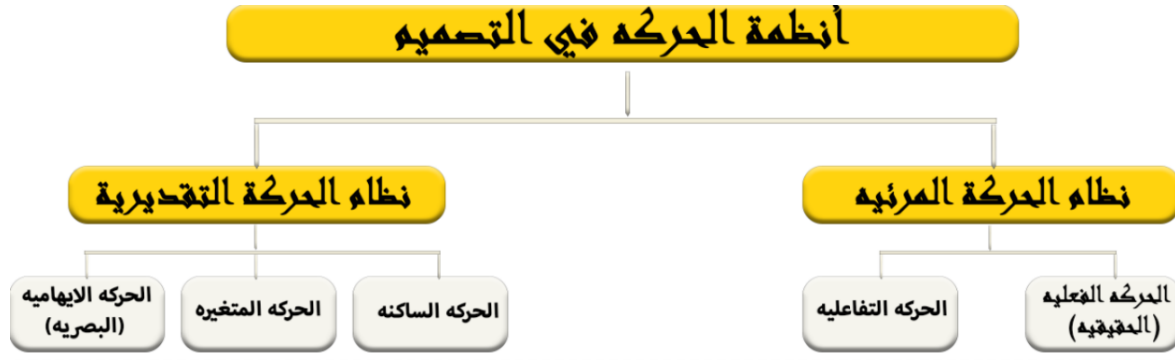 أنظمة الحركه في التصميم
نظام الحركة المرئيه
نظام الحركة التقديرية
الحركه الفعليه
(الحقيقيه)
الحركه التفاعليه
الحركه الساكنه
الحركه المتغيره
الحركه الايهاميه
(البصريه)